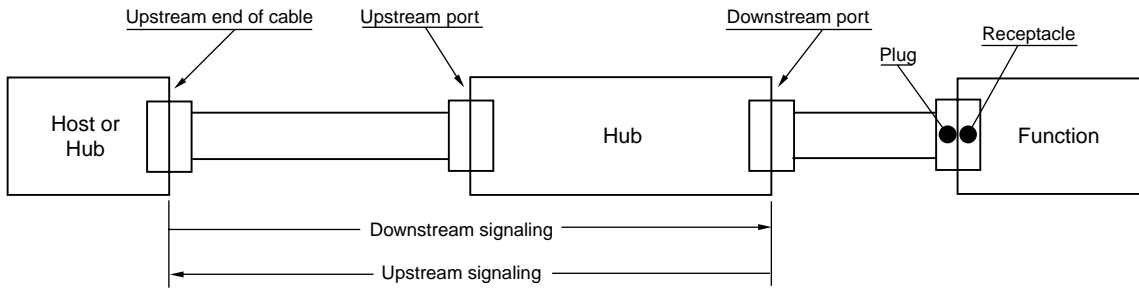 Upstream end of cable
Upstream port
Downstream port
Receptacle
Plug
Host or
Hub
Hub
Function
Downstream signaling
Upstream signaling